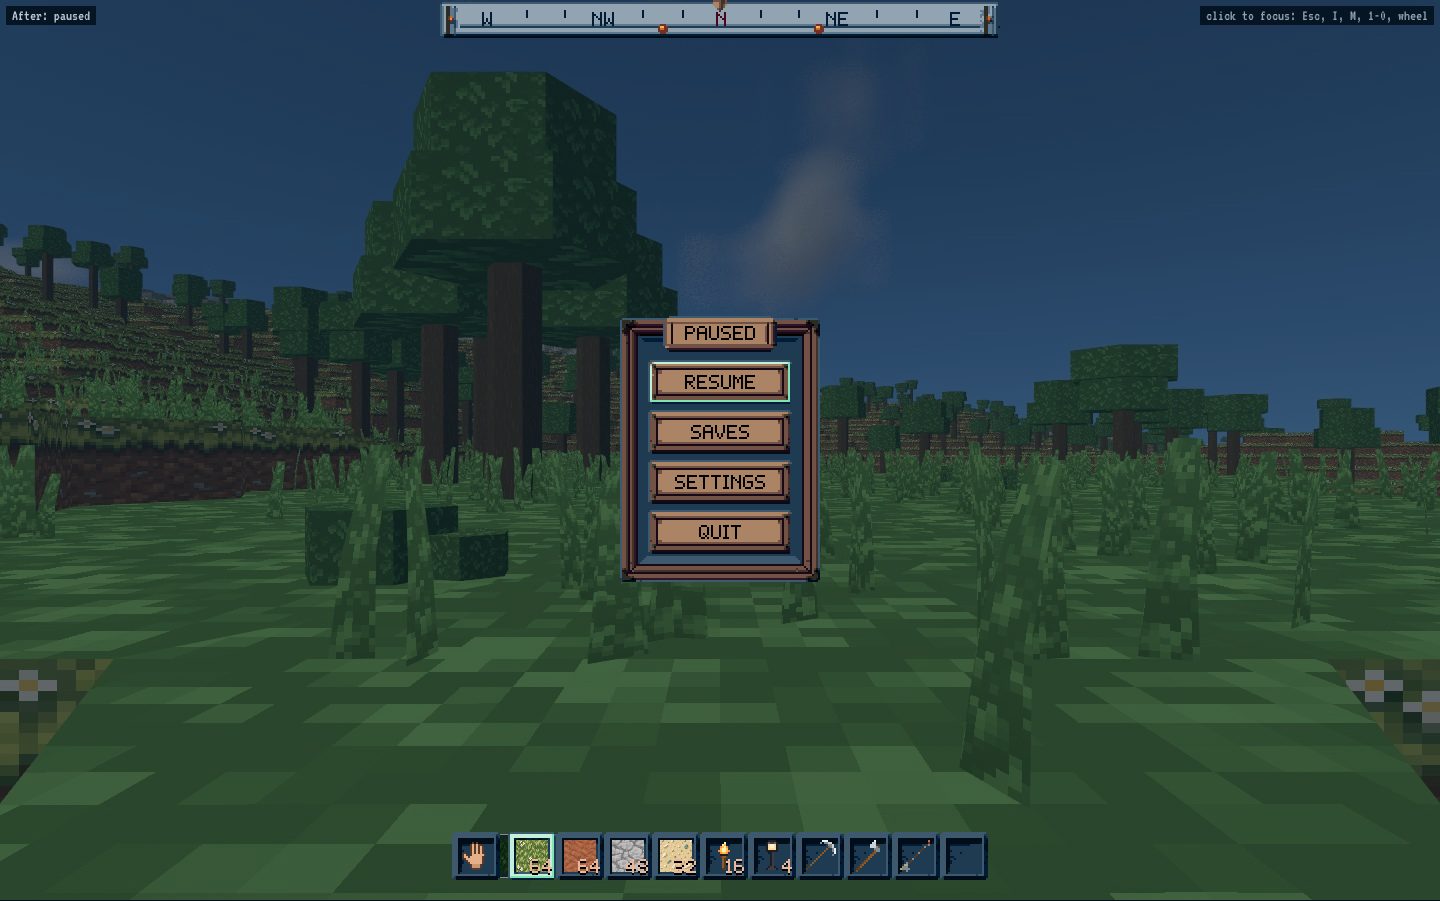 After: paused
W NW N NE E
click to focus: Esc, I, M, 1-0, wheel
PAUSED
RESUME
SAVES
SETTINGS
QUIT
64 64 48 32 16 4